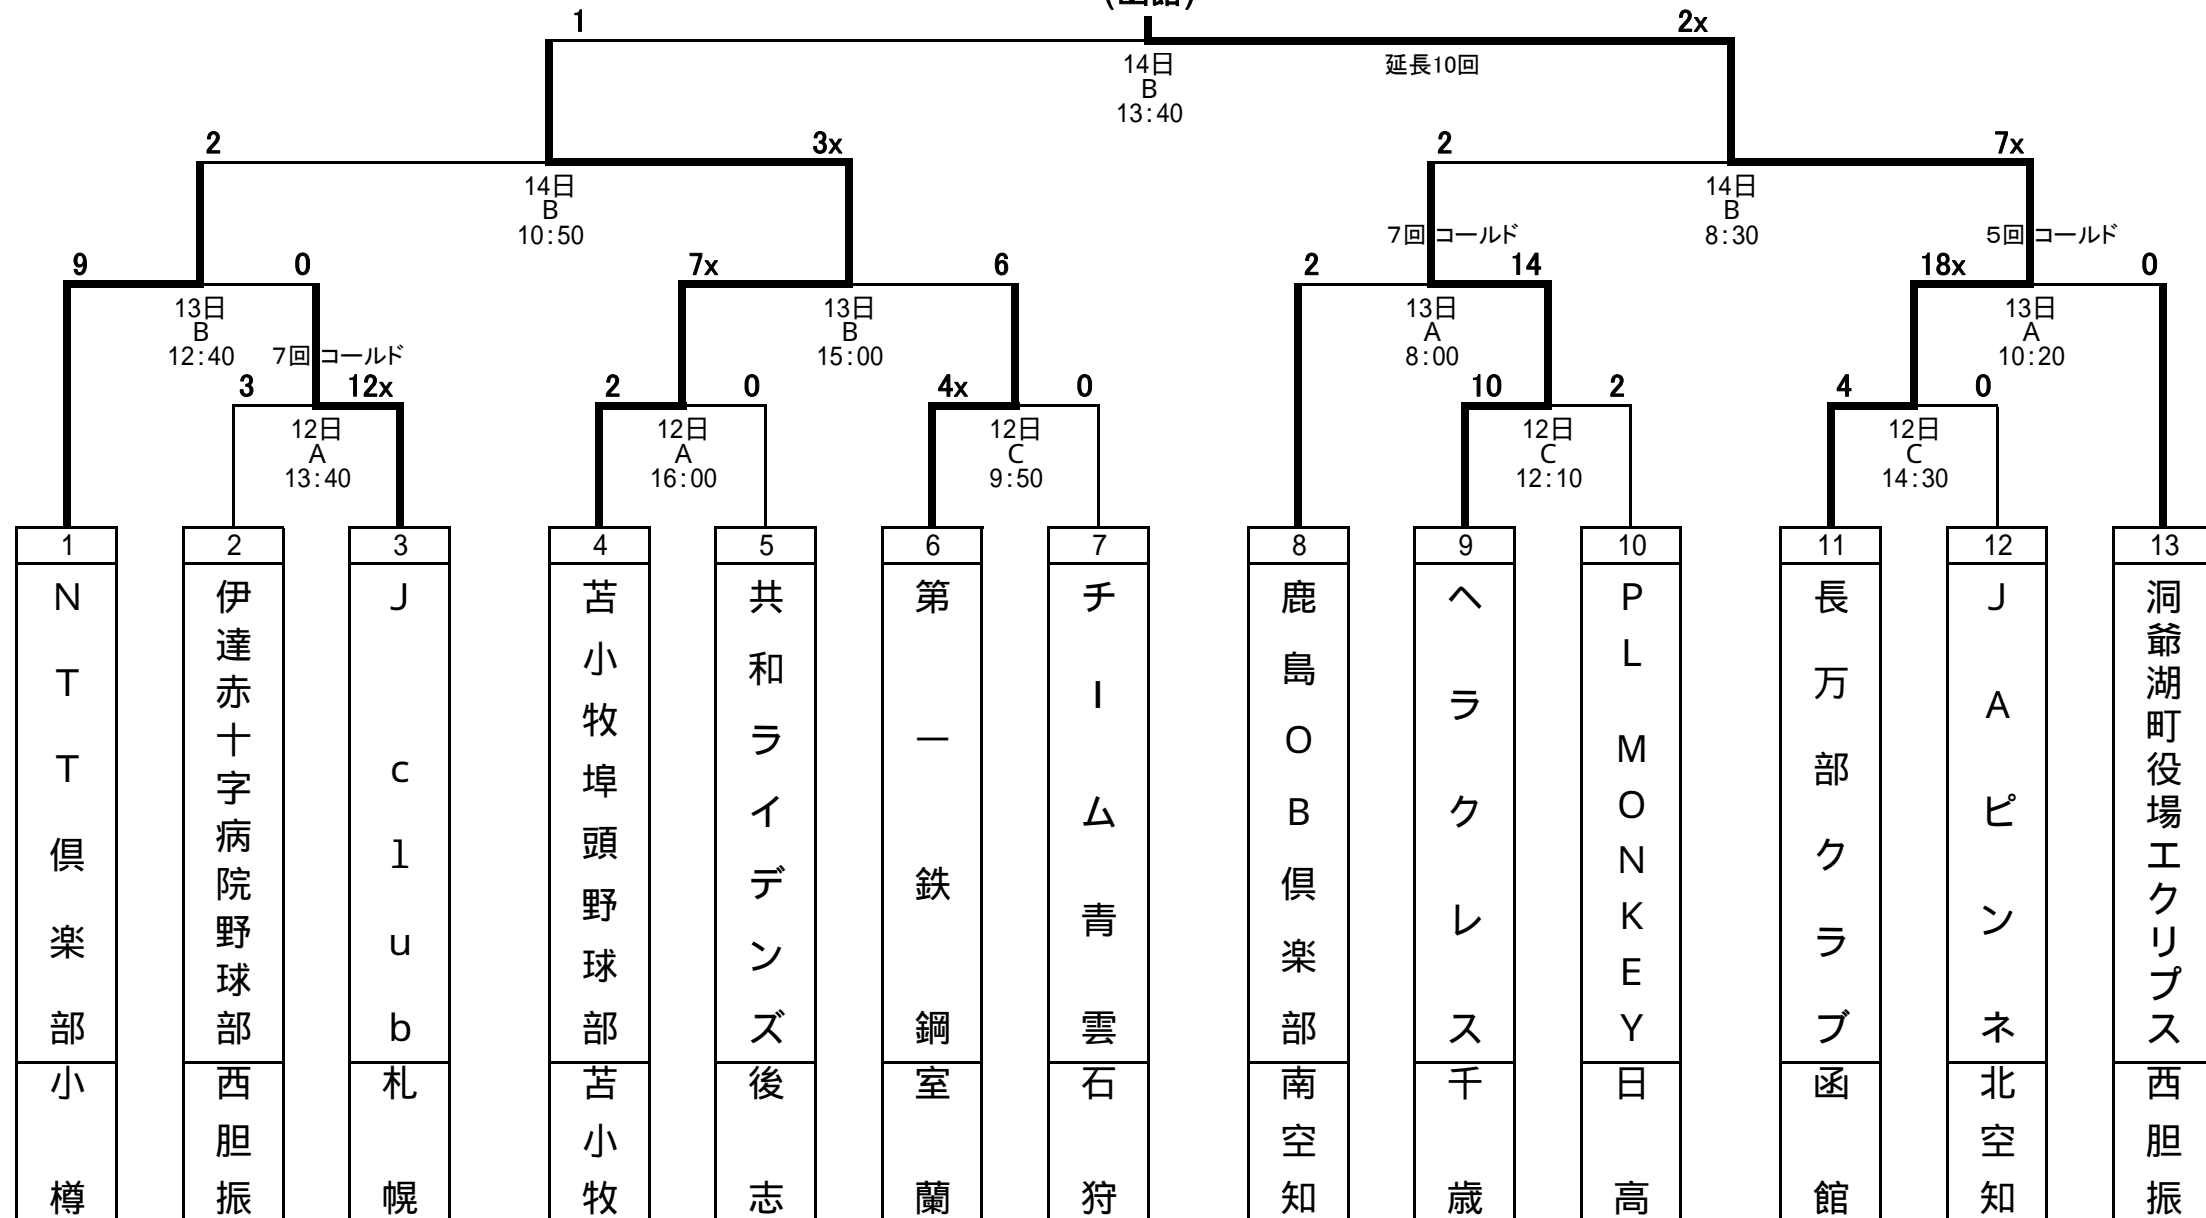 (函館)
1
2x
14日
B
13:40
延長10回
2
3x
14日
B
10:50
2
7x
14日
B
8:30
9
0
13日
B
12:40
7x
6
13日
B
15:00
7回 コールド
2
14
13日
A
8:00
5回 コールド
18x
0
13日
A
10:20
7回 コールド
3
12x
12日
A
13:40
2
0
12日
A
16:00
4x
0
12日
C
9:50
10
2
12日
C
12:10
4
0
12日
C
14:30
1
NTT倶楽部
小樽
2
伊達赤十字病院野球部
西胆振
3
J club
札幌
4
苫小牧埠頭野球部
苫小牧
5
共和ライデンズ
後志
6
第一鉄鋼
室蘭
7
チーム青雲
石狩
8
鹿島OB倶楽部
南空知
9
ヘラクレス
千歳
10
PL MONKEY
日高
11
長万部クラブ
函館
12
JAピンネ
北空知
13
洞爺湖町役場エクリプス
西胆振